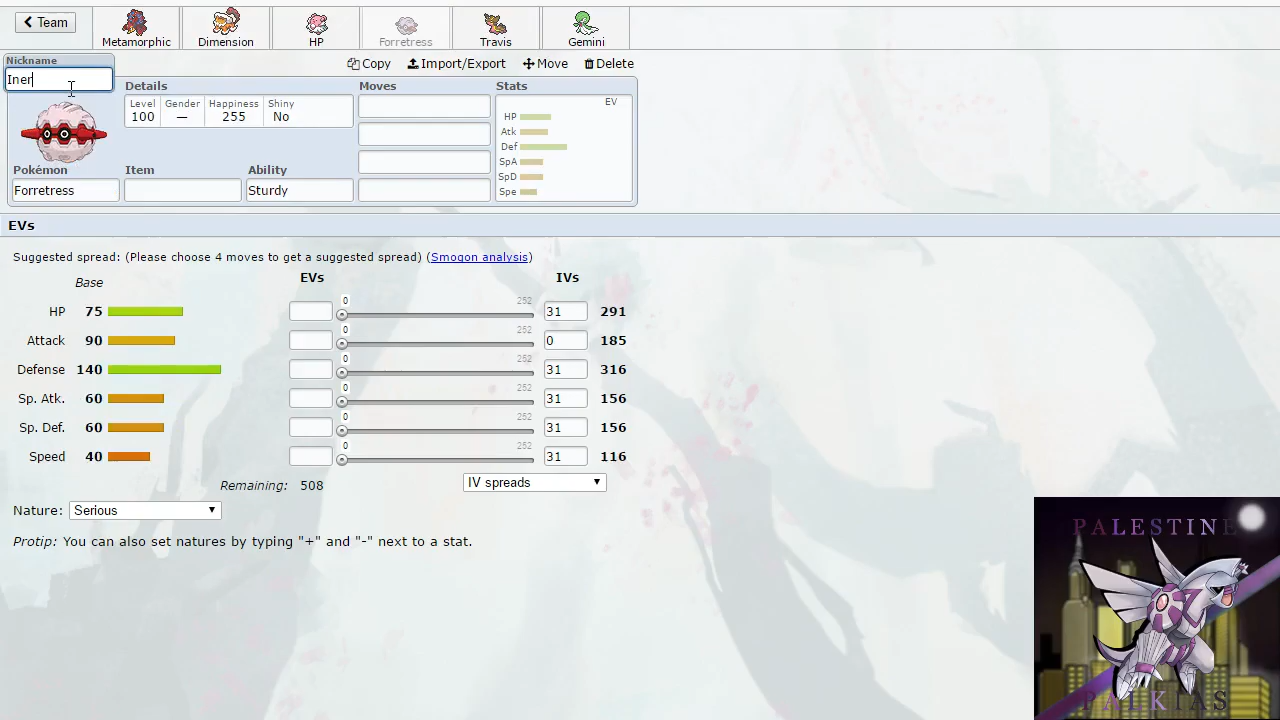 Team
Metamorphic
Dimension
HP
Forretress
Travis
Gemini
Nickname
Iner
Copy
Import/Export
Move
Delete
Details
Moves
Stats
Level
Gender
Happiness
Shiny
100
—
255
No
EV
HP
Atk
Def
SpA
SpD
Spe
Pokémon
Item
Ability
Forretress
Sturdy
EVs
Suggested spread: (Please choose 4 moves to get a suggested spread) (Smogon analysis)
Base
EVs
IVs
HP 75 0 252 31 291
Attack 90 0 252 0 185
Defense 140 0 252 31 316
Sp. Atk. 60 0 252 31 156
Sp. Def. 60 0 252 31 156
Speed 40 0 252 31 116
Remaining: 508
IV spreads
Nature: Serious
Protip: You can also set natures by typing "+" and "-" next to a stat.
PALESTINE
PALKIAS